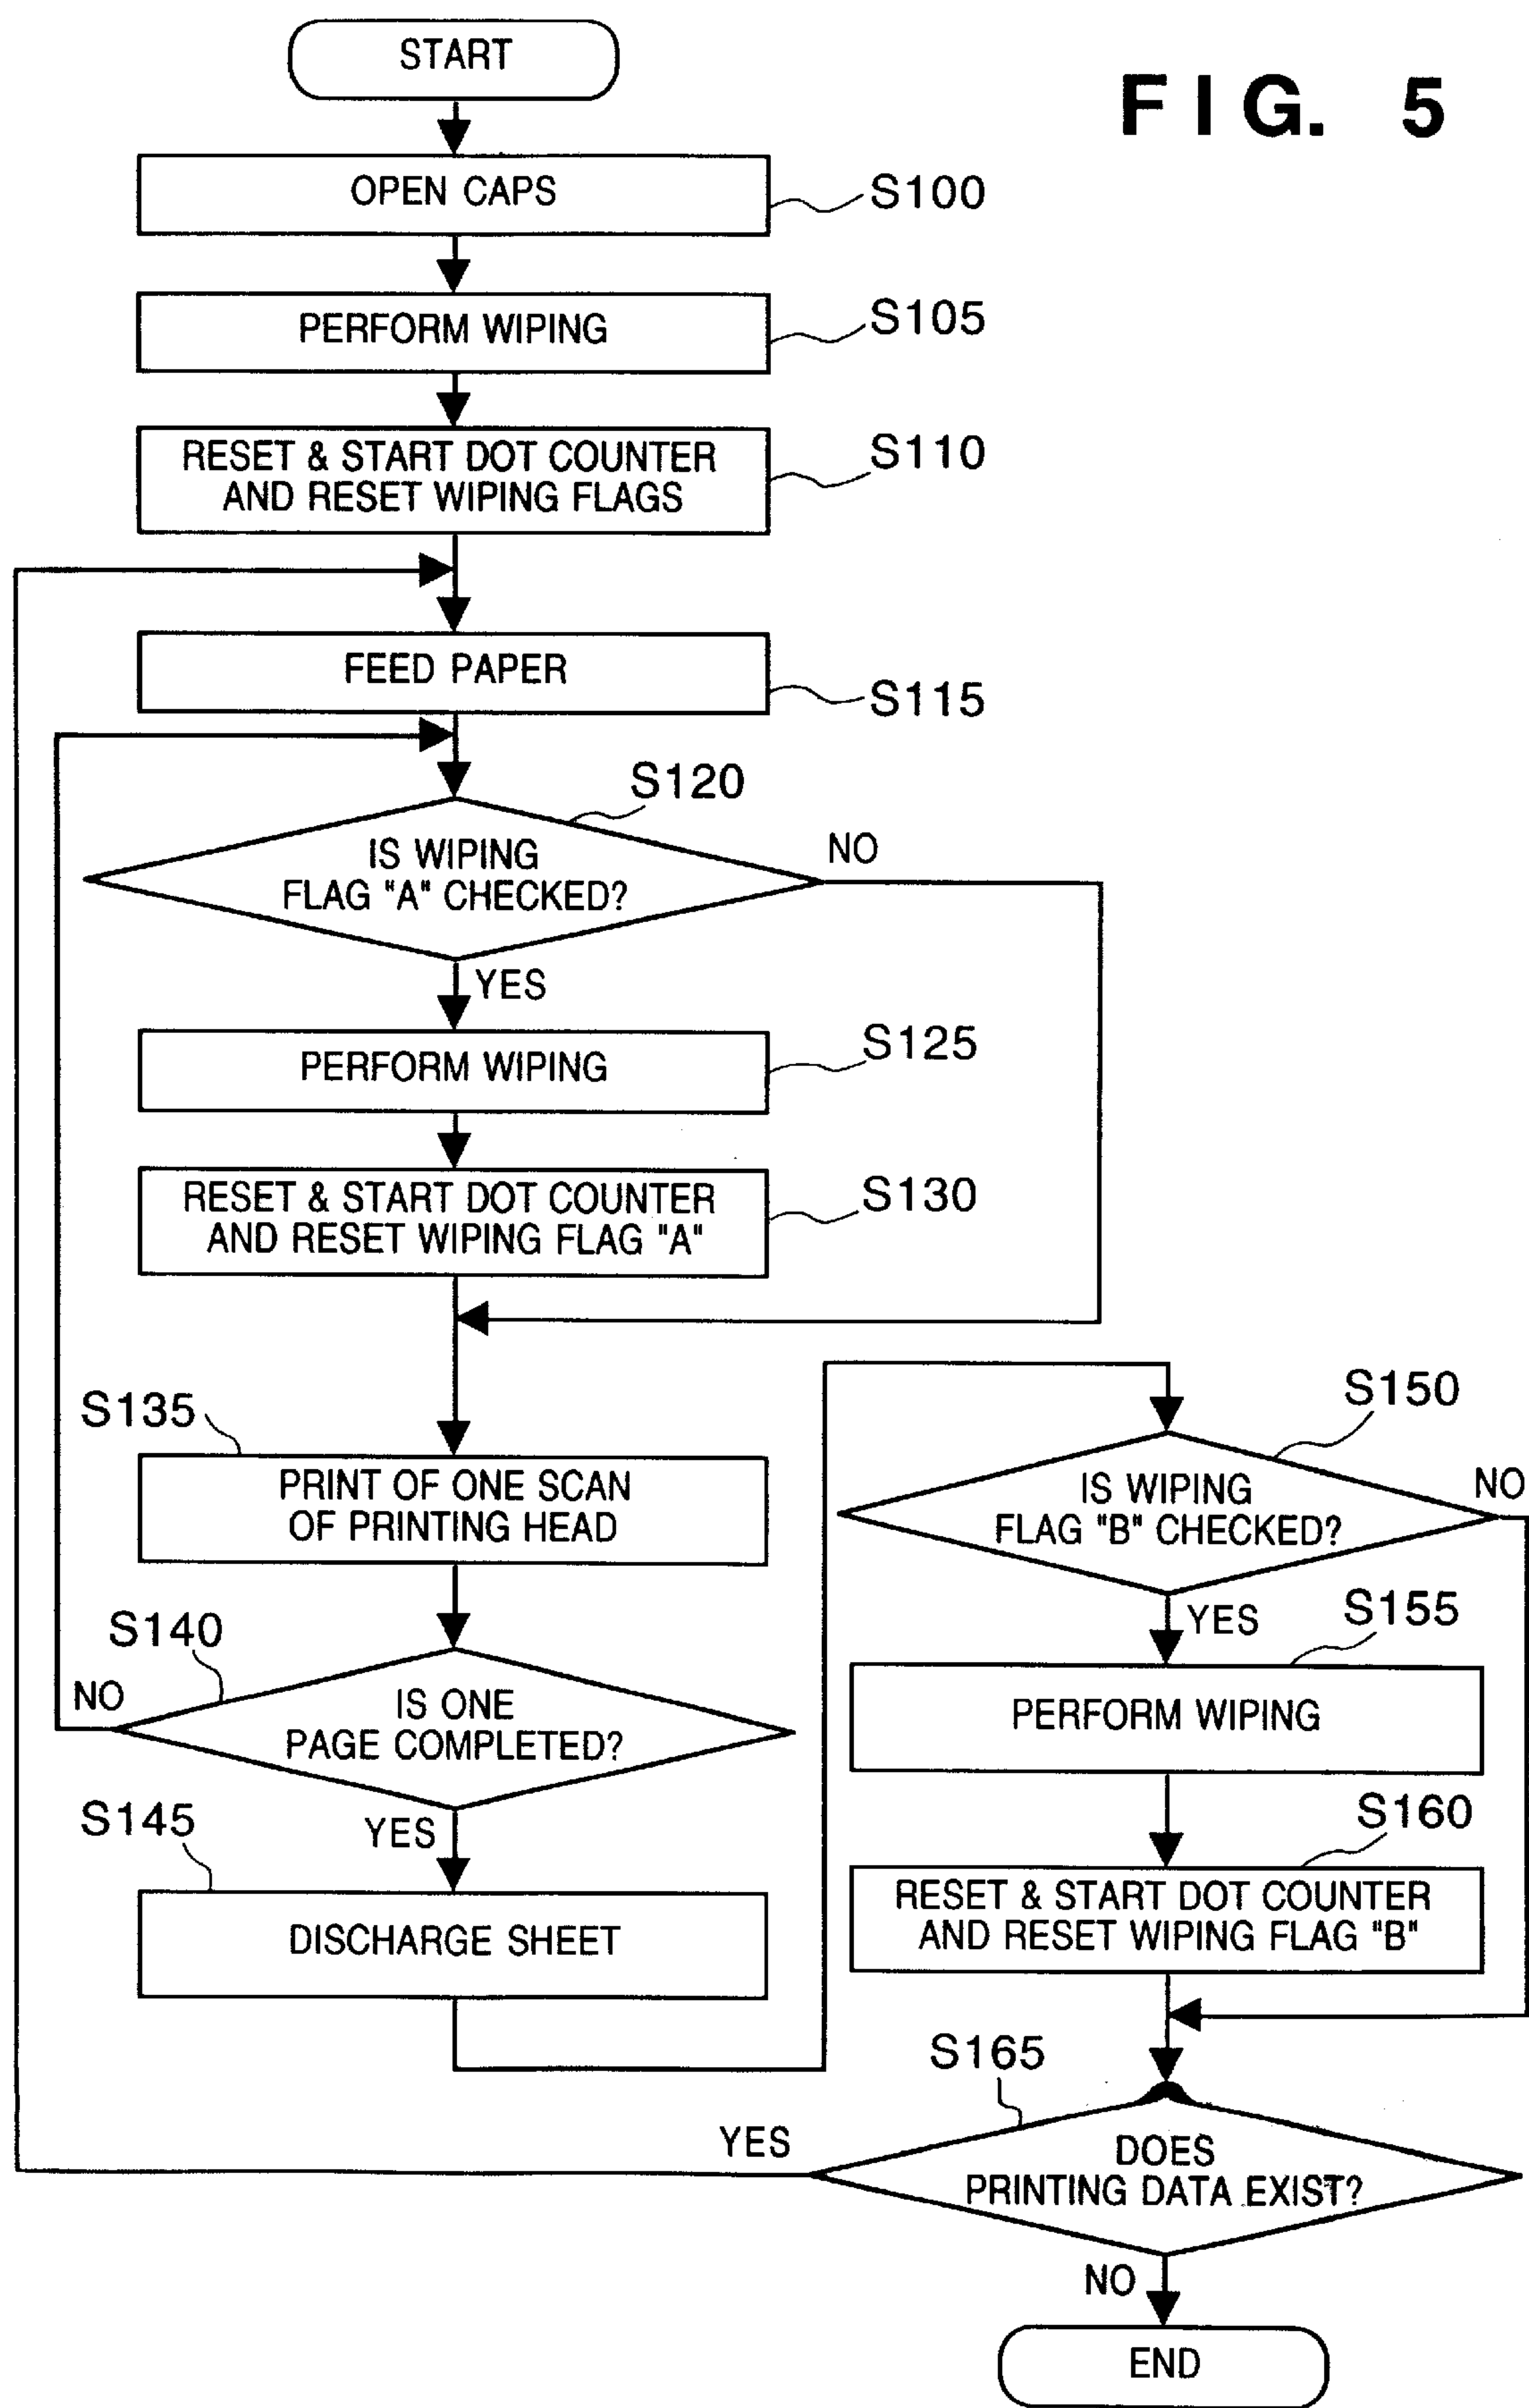 START
FIG. 5
OPEN CAPS
S100
PERFORM WIPING
S105
RESET & START DOT COUNTER
AND RESET WIPING FLAGS
S110
FEED PAPER
S115
S120
IS WIPING
FLAG "A" CHECKED?
NO
YES
PERFORM WIPING
S125
RESET & START DOT COUNTER
AND RESET WIPING FLAG "A"
S130
S135
PRINT OF ONE SCAN
OF PRINTING HEAD
S140
NO
IS ONE
PAGE COMPLETED?
YES
S145
DISCHARGE SHEET
S150
IS WIPING
FLAG "B" CHECKED?
NO
YES
S155
PERFORM WIPING
S160
RESET & START DOT COUNTER
AND RESET WIPING FLAG "B"
S165
YES
DOES
PRINTING DATA EXIST?
NO
END